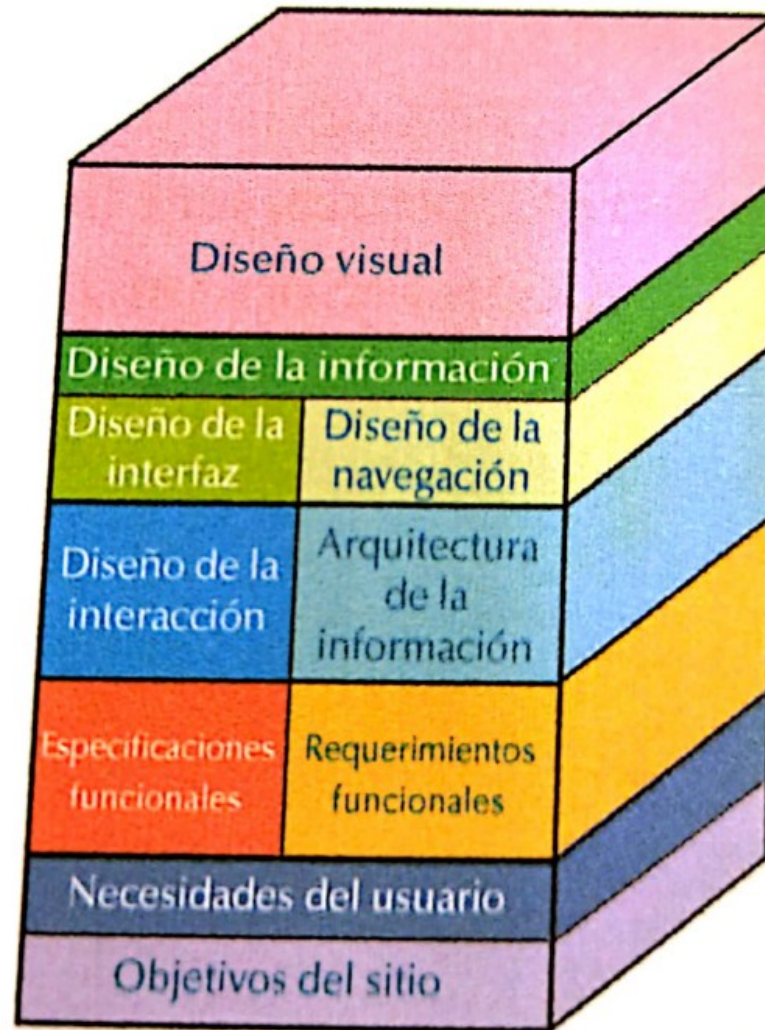 Diseño visual
Diseño de la información
Diseño de la
interfaz
Diseño de la
navegación
Diseño de la
interacción
Arquitectura
de la
información
Especificaciones
funcionales
Requerimientos
funcionales
Necesidades del usuario
Objetivos del sitio